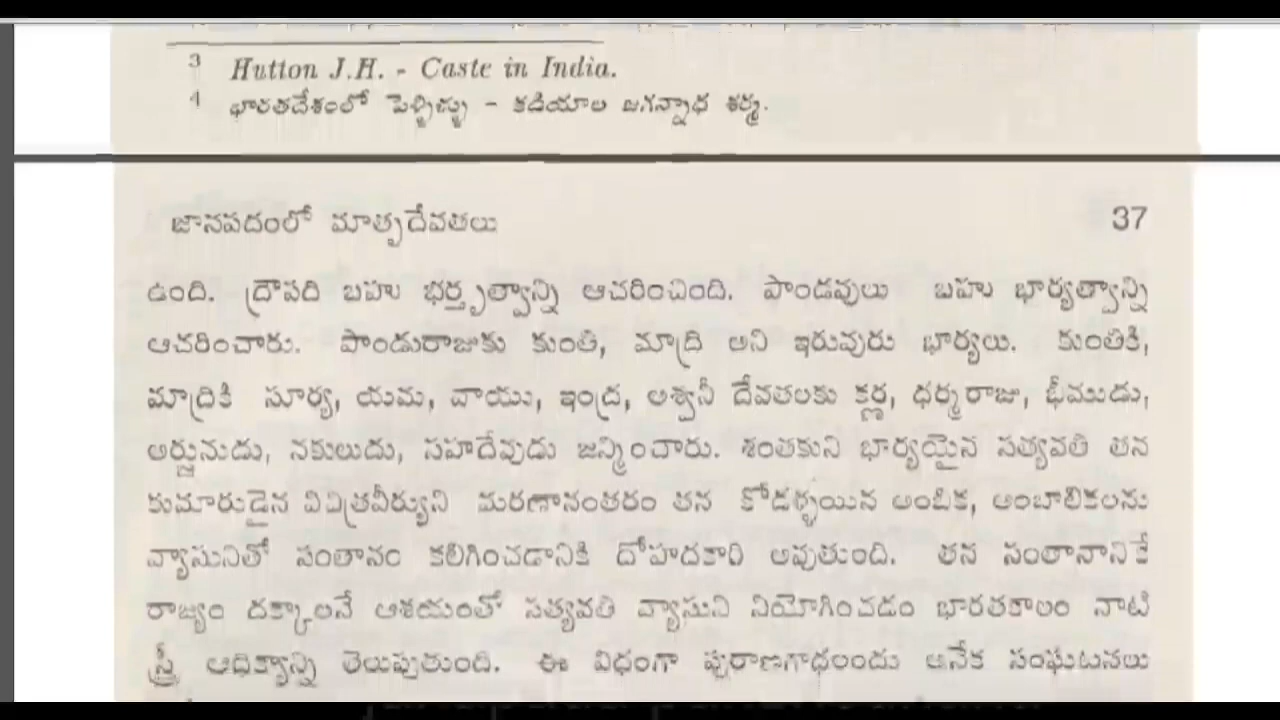 3 Hutton J.H. - Caste in India.
4 భారతదేశంలో పెళ్ళిచ్చు - కడియాల జగన్నాధ శర్మ.
జానపదంలో మాతృదేవతలు 37
ఉంది. ద్రౌపది బహు భర్తృత్వాన్ని ఆచరించింది. పాండవులు బహు భార్యత్వాన్ని
ఆచరించారు. పాండురాజుకు కుంతి, మాద్రి అని ఇరువురు భార్యలు. కుంతికి,
మాద్రికి సూర్య, యమ, వాయు, ఇంద్ర, అశ్వనీ దేవతలకు కర్ణ, ధర్మరాజు, భీముడు,
అర్జునుడు, నకులుదు, సహదేవుడు జన్మించారు. శంతకుని భార్యయైన సత్యవతి తన
కుమారుడైన విచిత్రవీర్యుని మరణానంతరం తన కోడళ్ళయిన అంబిక, అంబాలికలను
వ్యాసునితో సంతానం కలిగించడానికి దోహదకారి అవుతుంది. తన సంతానానికే
రాజ్యం దక్కాలనే ఆశయంతో సత్యవతి వ్యాసుని నియోగించడం భారతకాలం నాటి
స్త్రీ ఆధిక్యాన్ని తెలుపుతుంది. ఈ విధంగా పురాణగాధలందు అనేక సంఘటనలు